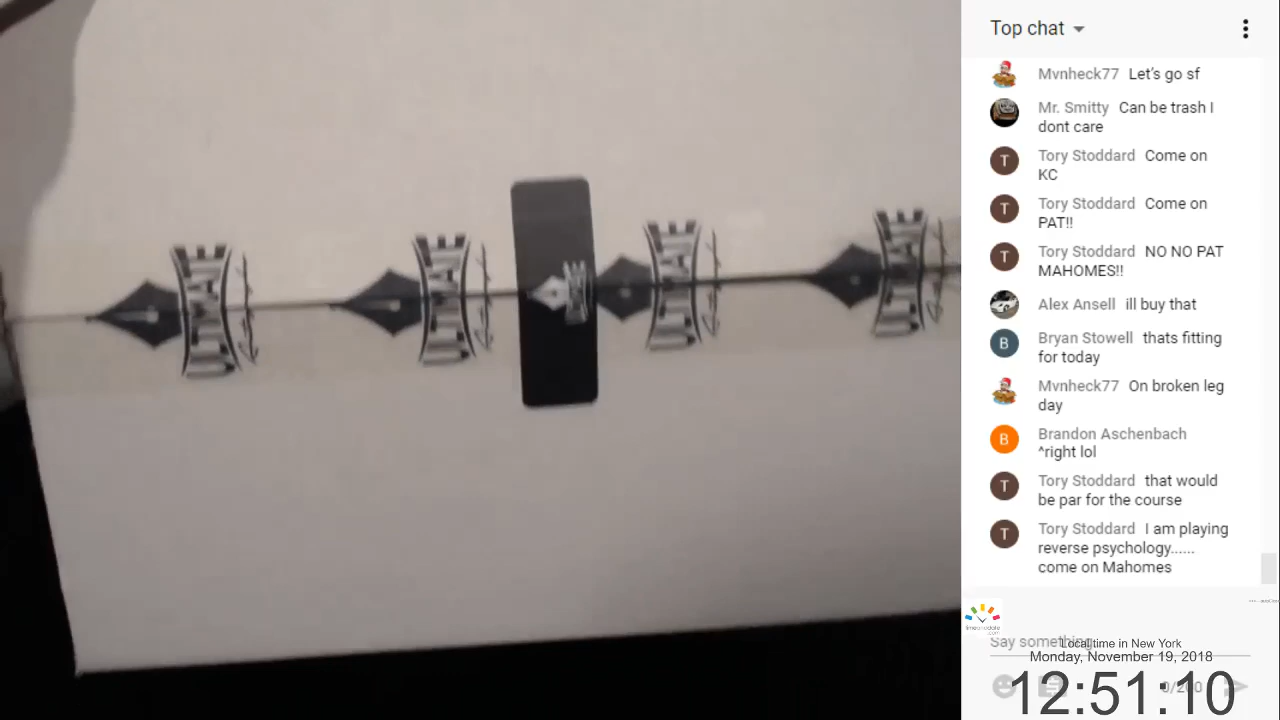 Top chat
Mvnheck77 Let's go sf
Mr. Smitty Can be trash I
dont care
T
Tory Stoddard Come on
KC
T
Tory Stoddard Come on
PAT!!
T
Tory Stoddard NO NO PAT
MAHOMES!!
Alex Ansell ill buy that
B
Bryan Stowell thats fitting
for today
Mvnheck77 On broken leg
day
B
Brandon Aschenbach
^right lol
T
Tory Stoddard that would
be par for the course
T
Tory Stoddard I am playing
reverse psychology......
come on Mahomes
Say something...
Local time in New York
Monday, November 19, 2018
0/200
12:51:10